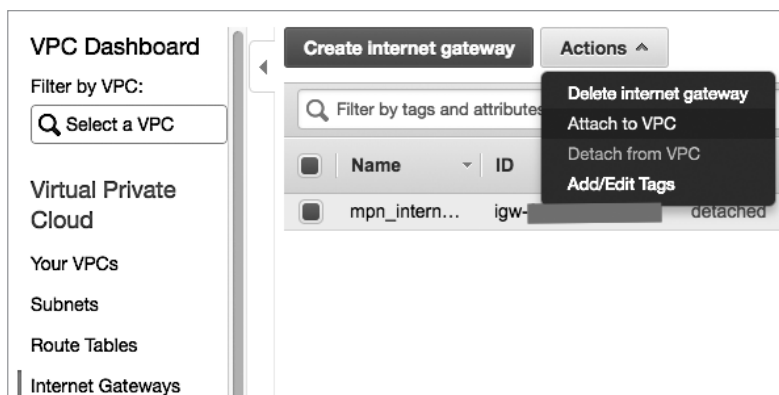 VPC Dashboard
Filter by VPC:
Select a VPC
Virtual Private
Cloud
Your VPCs
Subnets
Route Tables
Internet Gateways
Create internet gateway
Actions
Delete internet gateway
Attach to VPC
Detach from VPC
Add/Edit Tags
Filter by tags and attributes
Name ID
mpn_intern... igw- detached